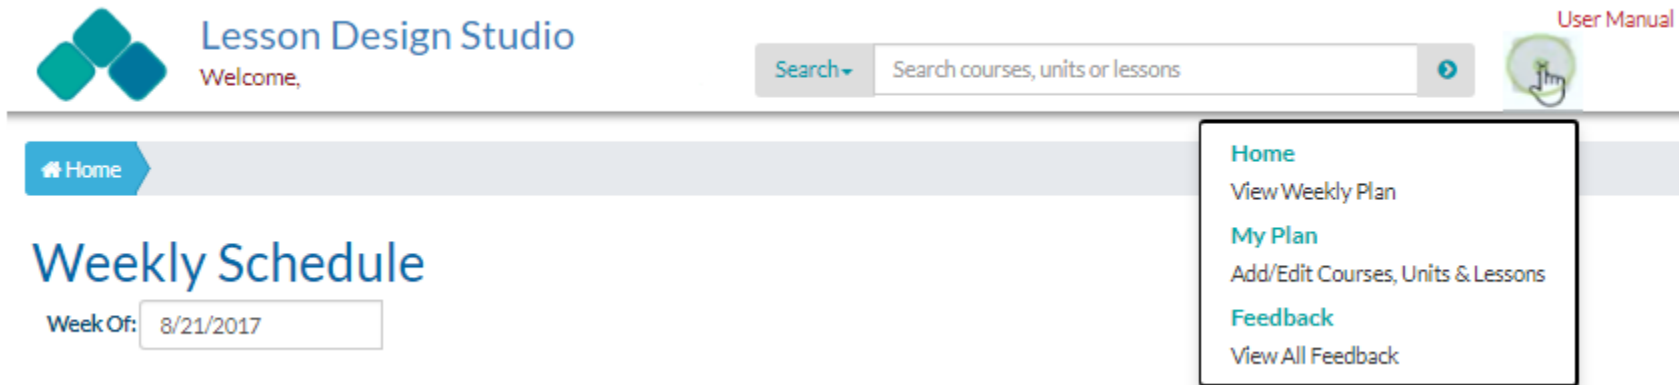 Lesson Design Studio
Welcome,
User Manual
Search
Search courses, units or lessons
Home
Weekly Schedule
Week Of: 8/21/2017
Home
View Weekly Plan
My Plan
Add/Edit Courses, Units & Lessons
Feedback
View All Feedback